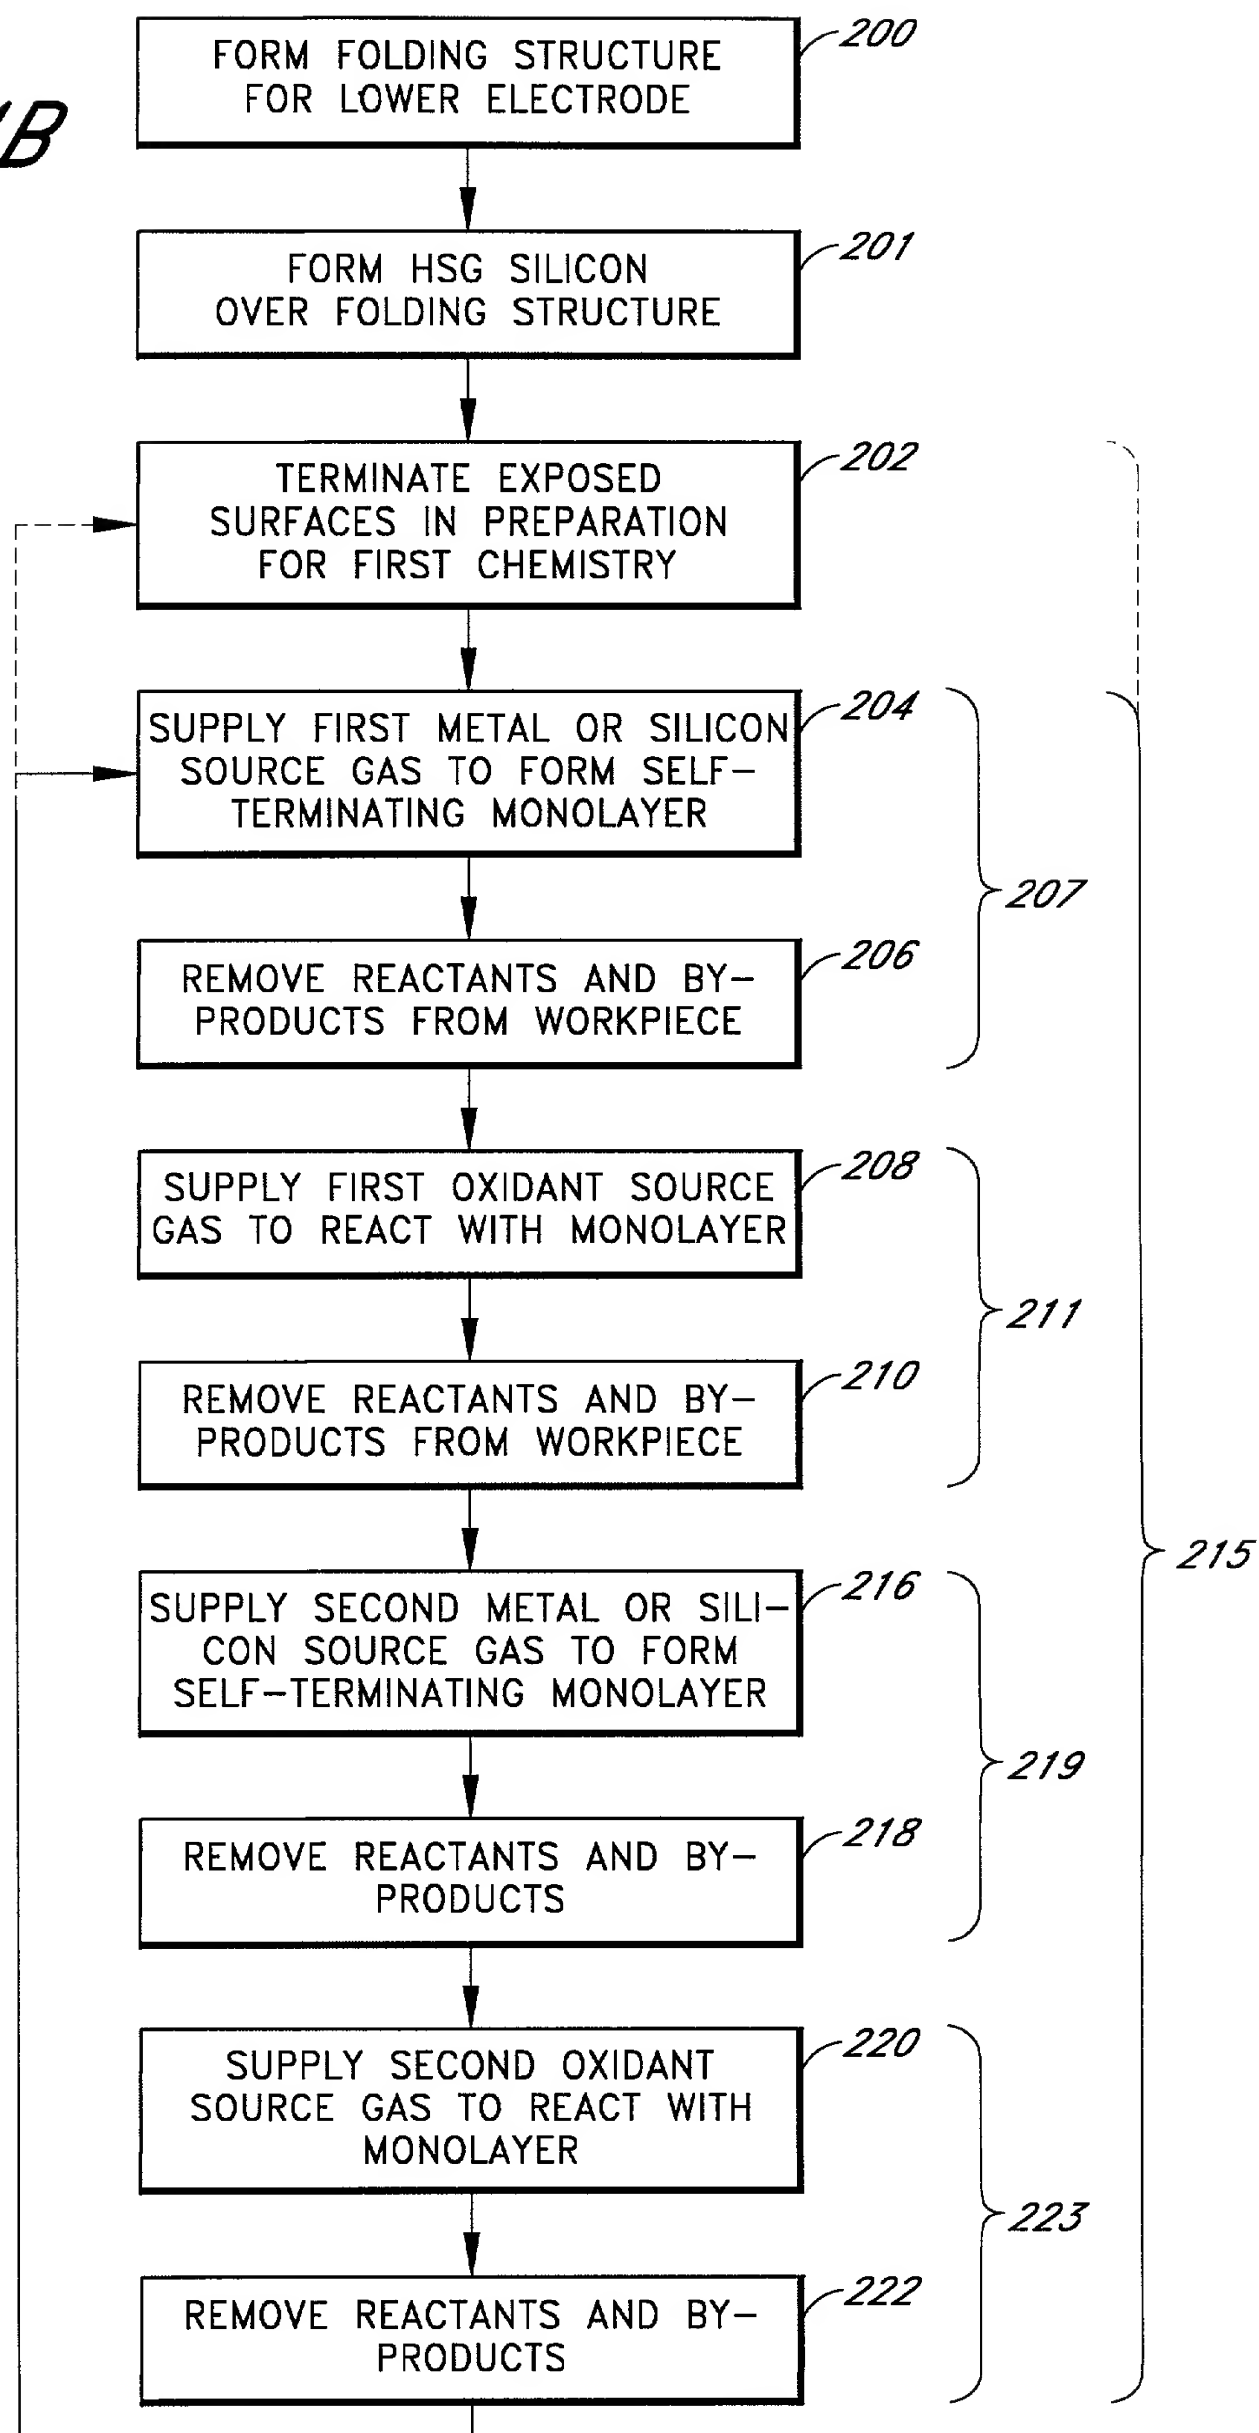 1B
FORM FOLDING STRUCTURE
FOR LOWER ELECTRODE
200
FORM HSG SILICON
OVER FOLDING STRUCTURE
201
TERMINATE EXPOSED
SURFACES IN PREPARATION
FOR FIRST CHEMISTRY
202
SUPPLY FIRST METAL OR SILICON
SOURCE GAS TO FORM SELF-
TERMINATING MONOLAYER
204
REMOVE REACTANTS AND BY-
PRODUCTS FROM WORKPIECE
206
207
SUPPLY FIRST OXIDANT SOURCE
GAS TO REACT WITH MONOLAYER
208
REMOVE REACTANTS AND BY-
PRODUCTS FROM WORKPIECE
210
211
SUPPLY SECOND METAL OR SILI-
CON SOURCE GAS TO FORM
SELF-TERMINATING MONOLAYER
216
REMOVE REACTANTS AND BY-
PRODUCTS
218
219
SUPPLY SECOND OXIDANT
SOURCE GAS TO REACT WITH
MONOLAYER
220
REMOVE REACTANTS AND BY-
PRODUCTS
222
223
215